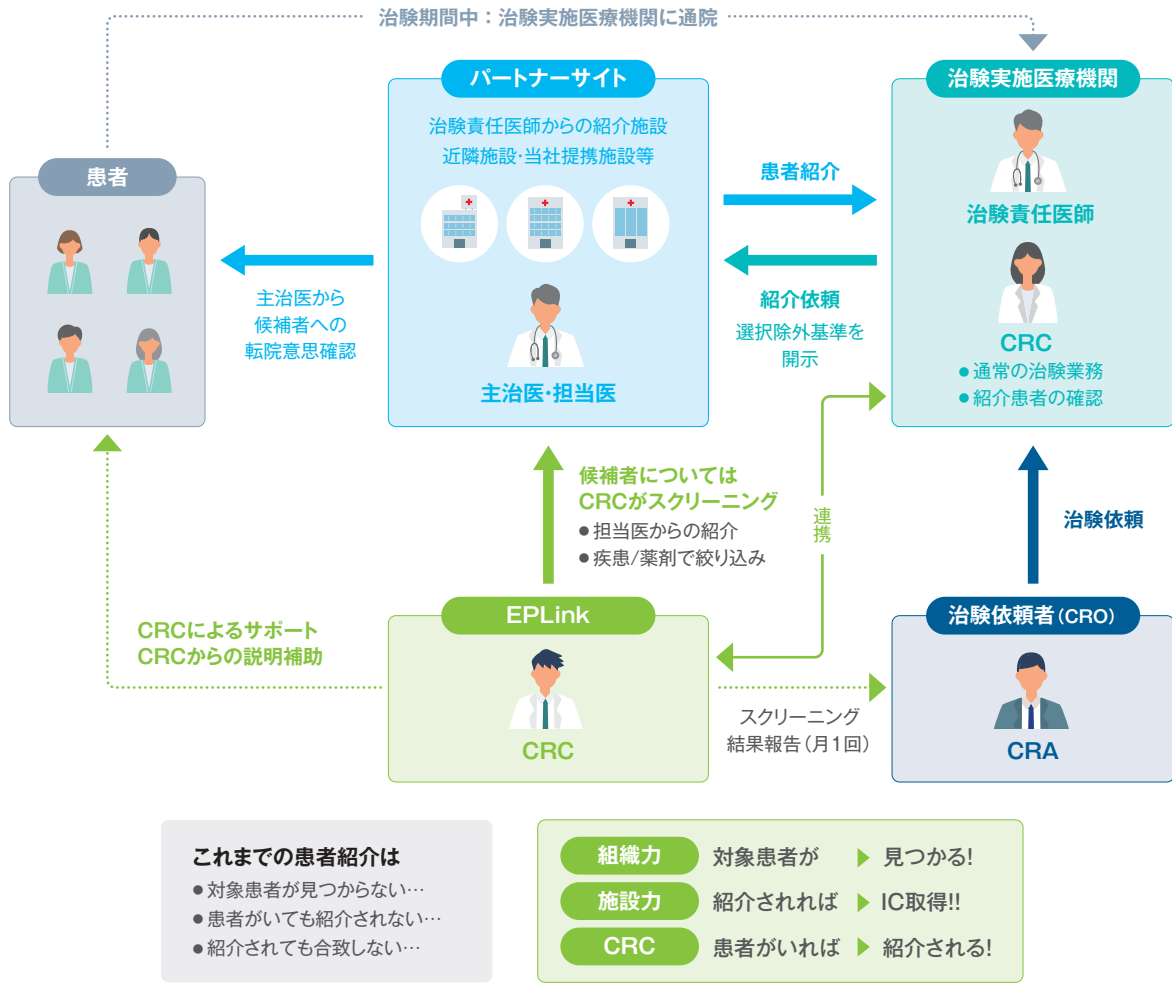 治験期間中：治験実施医療機関に通院
患者
パートナーサイト
治験責任医師からの紹介施設
近隣施設・当社提携施設等
主治医・担当医
治験実施医療機関
治験責任医師
CRC
●通常の治験業務
●紹介患者の確認
患者紹介
紹介依頼
選択除外基準を
開示
主治医から
候補者への
転院意思確認
候補者については
CRCがスクリーニング
●担当医からの紹介
●疾患/薬剤で絞り込み
連携
治験依頼
CRCによるサポート
CRCからの説明補助
EPLink
CRC
スクリーニング
結果報告（月1回）
治験依頼者（CRO）
CRA
これまでの患者紹介は
●対象患者が見つからない…
●患者がいても紹介されない…
●紹介されても合致しない…
組織力 対象患者が ▶ 見つかる!
施設力 紹介されれば ▶ IC取得!!
CRC 患者がいれば ▶ 紹介される!